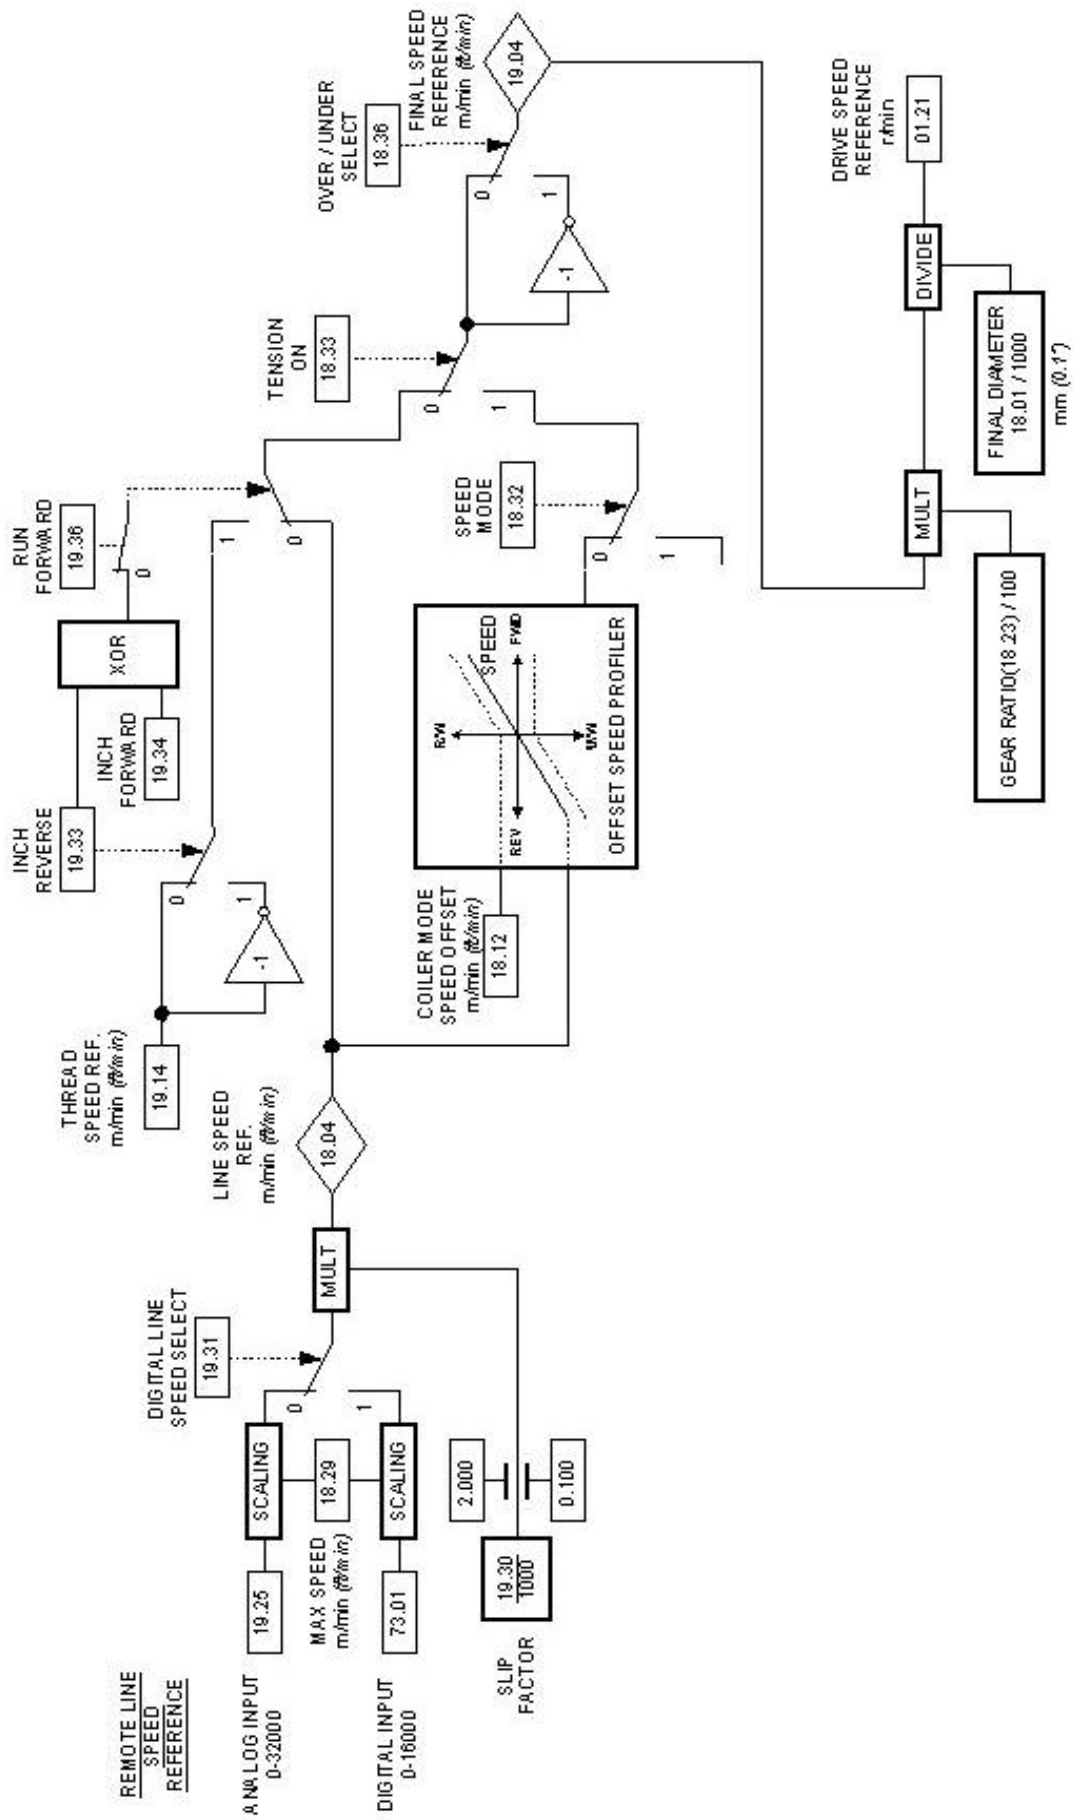 REMOTE LINE
SPEED
REFERENCE
ANALOG INPUT
0-32000
19.25
SCALING
MAX SPEED
m/min (ft/min)
18.29
DIGITAL INPUT
0-16000
73.01
SCALING
DIGITAL LINE
SPEED SELECT
19.31
0
1
SLIP
FACTOR
19.30
1000
2.000
0.100
MULT
LINE SPEED
REF.
m/min (ft/min)
18.04
THREAD
SPEED REF.
m/min (ft/min)
19.14
-1
0
1
INCH
REVERSE
19.33
INCH
FORWARD
19.34
XOR
RUN
FORWARD
19.36
0
1
0
COILER MODE
SPEED OFFSET
m/min (ft/min)
18.12
R/W
SPEED
REV
FWD
U/W
OFFSET SPEED PROFILER
SPEED
MODE
18.32
0
1
TENSION
ON
18.33
0
1
-1
OVER / UNDER
SELECT
18.36
0
1
FINAL SPEED
REFERENCE
m/min (ft/min)
19.04
GEAR RATIO(18.23) / 100
MULT
FINAL DIAMETER
18.01 / 1000
mm (0.1")
DIVIDE
DRIVE SPEED
REFERENCE
r/min
01.21